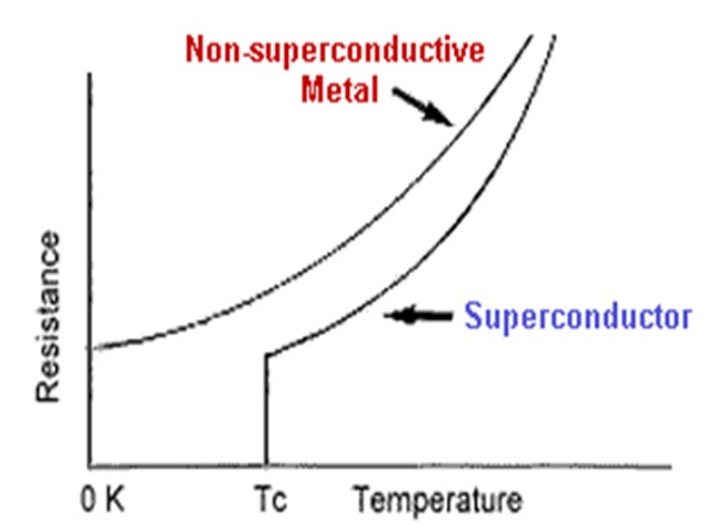 Non-superconductive
Metal
Resistance
Superconductor
0 K
Tc
Temperature